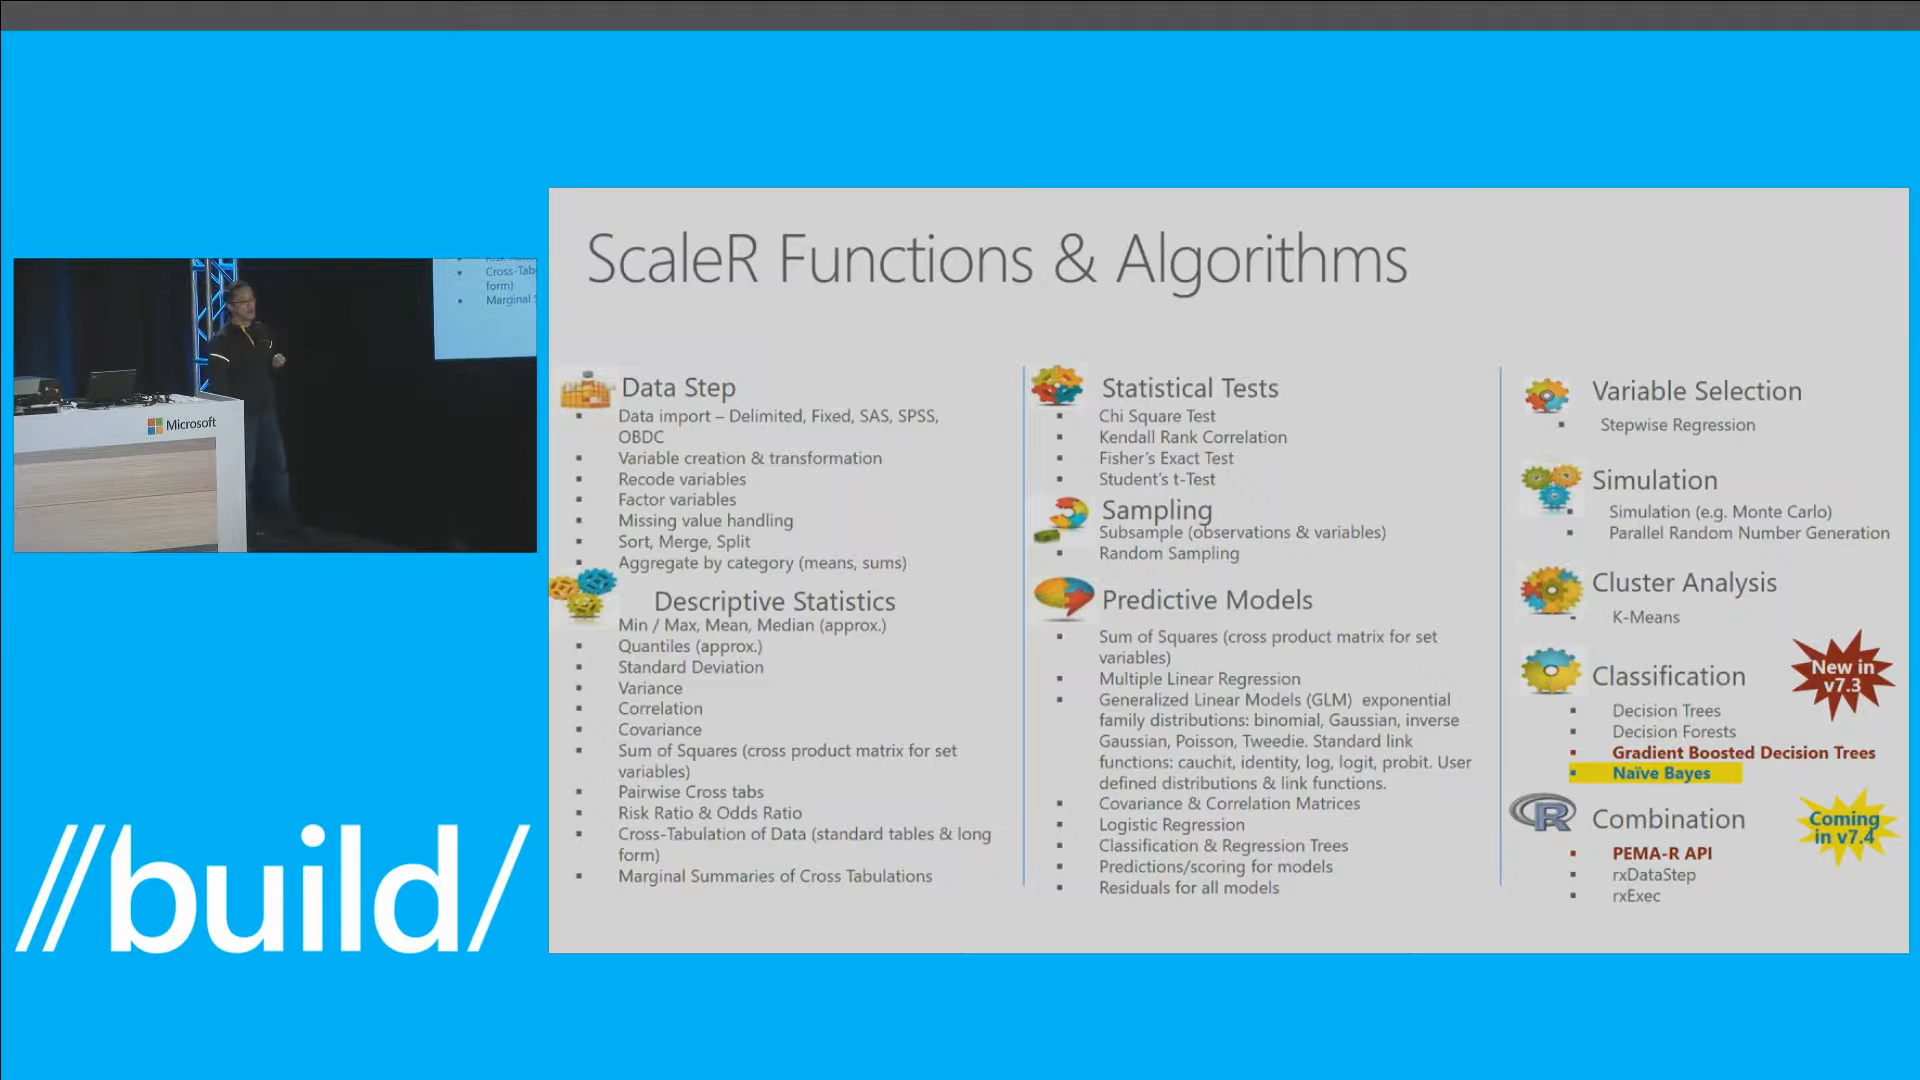 ScaleR Functions & Algorithms
Data Step
Data import – Delimited, Fixed, SAS, SPSS,
OBDC
Variable creation & transformation
Recode variables
Factor variables
Missing value handling
Sort, Merge, Split
Aggregate by category (means, sums)
Descriptive Statistics
Min / Max, Mean, Median (approx.)
Quantiles (approx.)
Standard Deviation
Variance
Correlation
Covariance
Sum of Squares (cross product matrix for set
variables)
Pairwise Cross tabs
Risk Ratio & Odds Ratio
Cross-Tabulation of Data (standard tables & long
form)
Marginal Summaries of Cross Tabulations
Statistical Tests
Chi Square Test
Kendall Rank Correlation
Fisher's Exact Test
Student's t-Test
Sampling
Subsample (observations & variables)
Random Sampling
Predictive Models
Sum of Squares (cross product matrix for set
variables)
Multiple Linear Regression
Generalized Linear Models (GLM) exponential
family distributions: binomial, Gaussian, inverse
Gaussian, Poisson, Tweedie. Standard link
functions: cauchit, identity, log, logit, probit. User
defined distributions & link functions.
Covariance & Correlation Matrices
Logistic Regression
Classification & Regression Trees
Predictions/scoring for models
Residuals for all models
Variable Selection
Stepwise Regression
Simulation
Simulation (e.g. Monte Carlo)
Parallel Random Number Generation
Cluster Analysis
K-Means
Classification
New in
v7.3
Decision Trees
Decision Forests
Gradient Boosted Decision Trees
Naïve Bayes
R
Combination
Coming
in v7.4
PEMA-R API
rxDataStep
rxExec
Cross-Tab
form)
Marginal
Microsoft
//build/